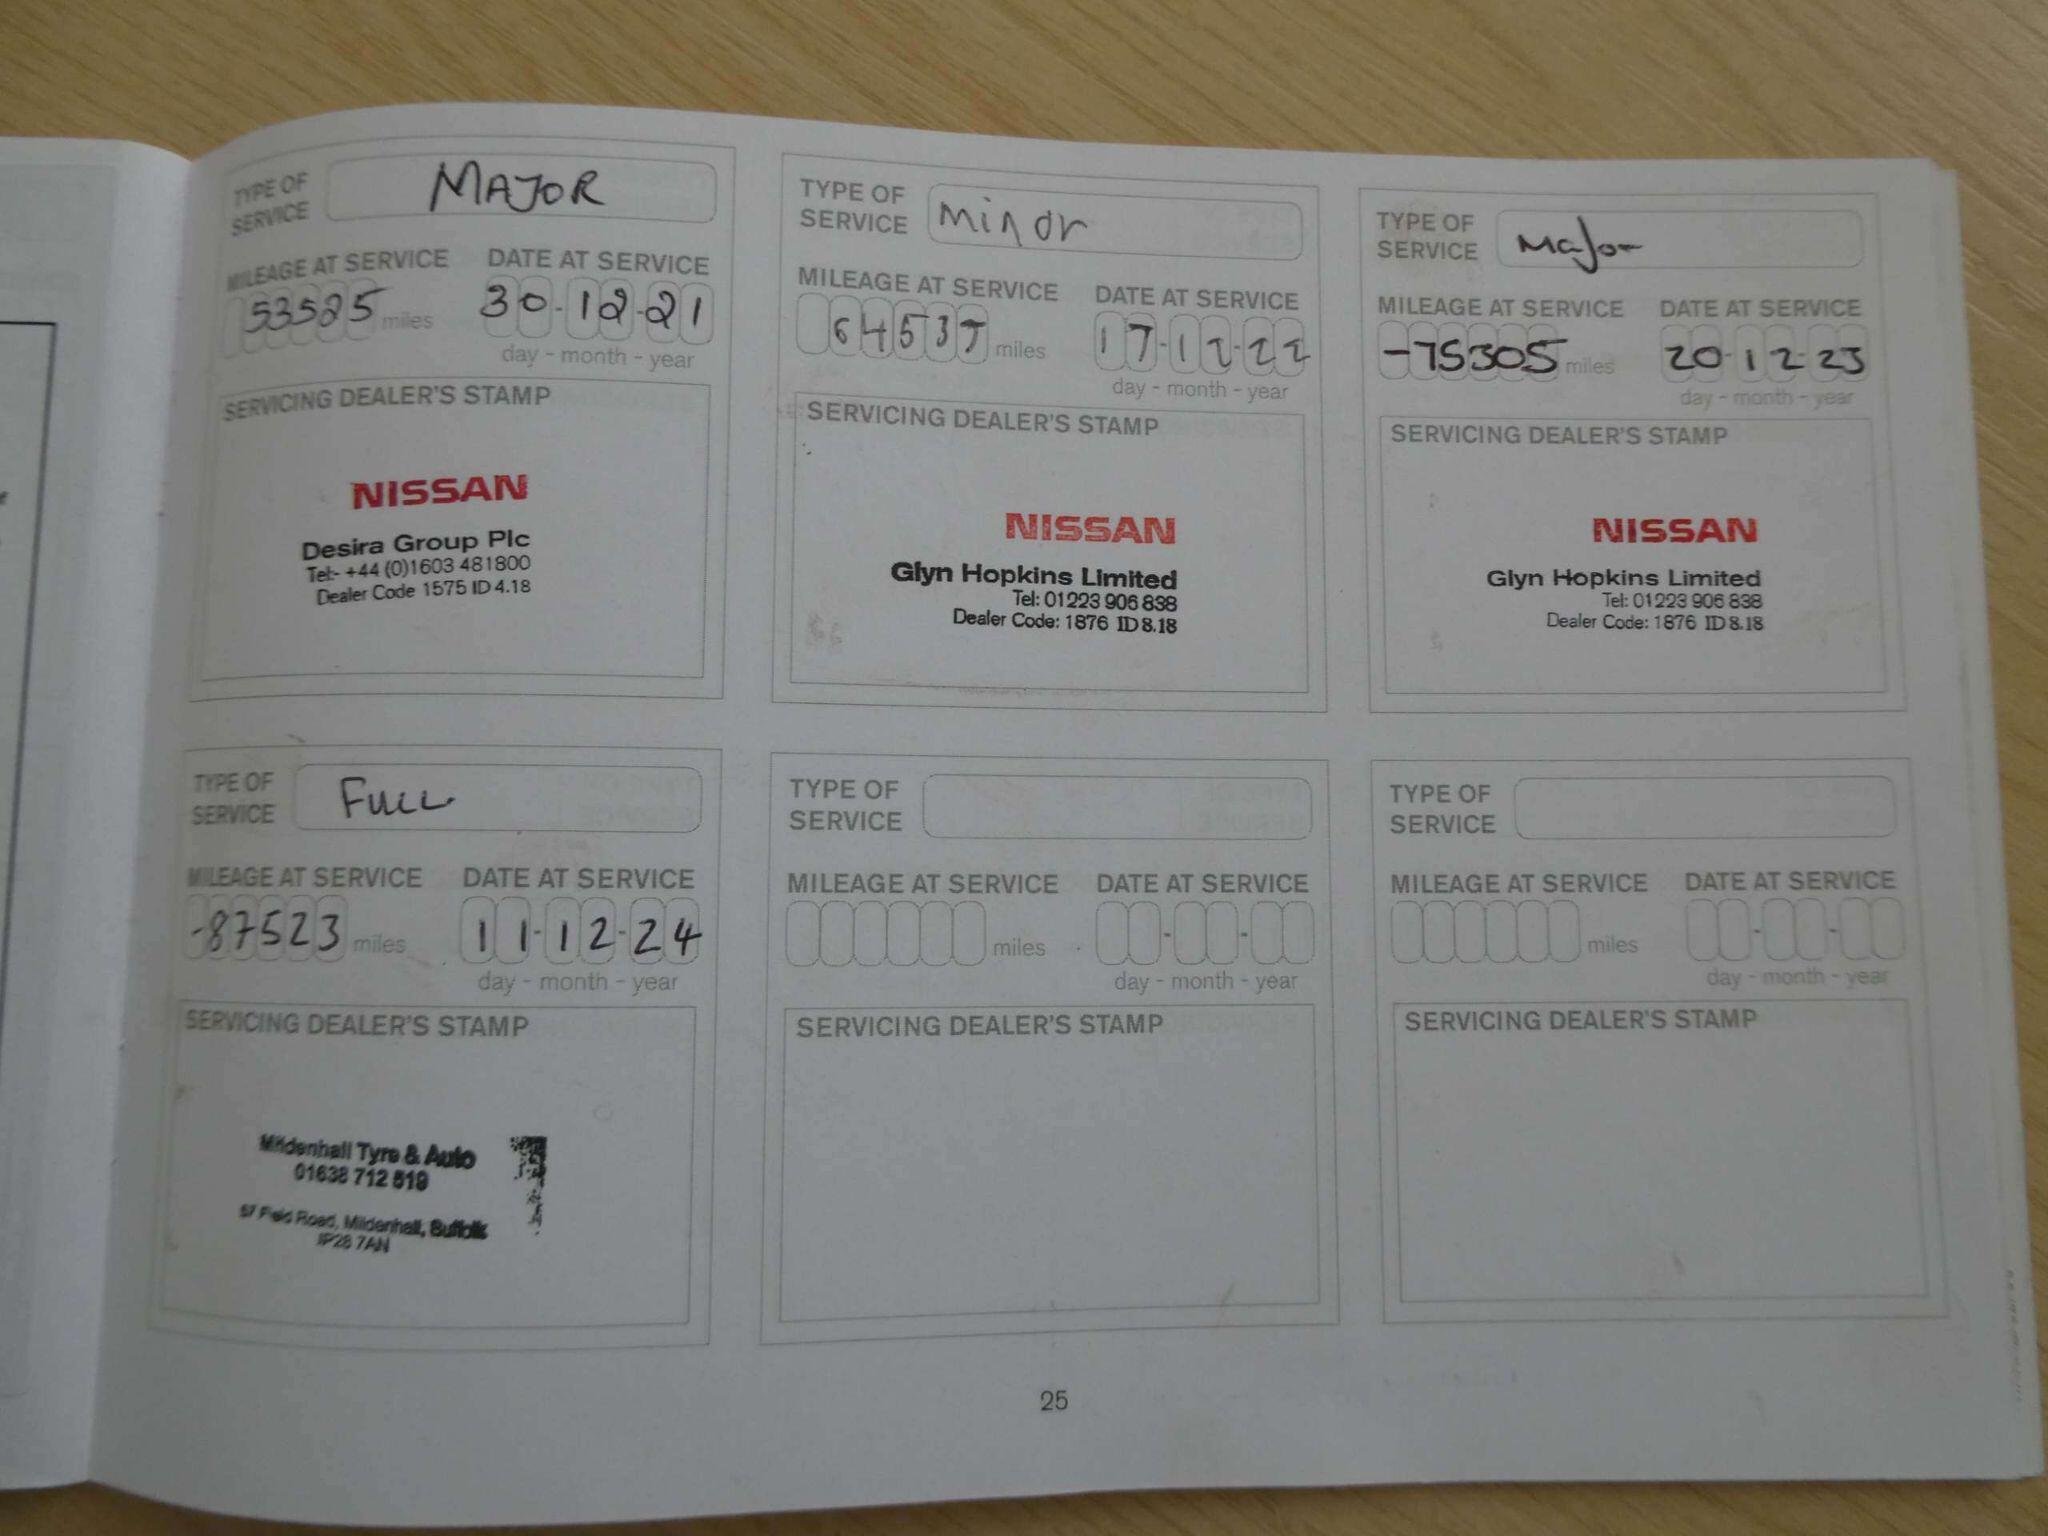 TYPE OF
SERVICE
MAJOR
MILEAGE AT SERVICE
DATE AT SERVICE
53525 miles
30-12-21
day - month - year
SERVICING DEALER'S STAMP
NISSAN
Desira Group Plc
Tel:- +44 (0)1603 481800
Dealer Code 1575 ID 4.18
TYPE OF
SERVICE
Minor
MILEAGE AT SERVICE
DATE AT SERVICE
64537 miles
17-12-22
day - month - year
SERVICING DEALER'S STAMP
NISSAN
Glyn Hopkins Limited
Tel: 01223 906 838
Dealer Code: 1876 ID 8.18
TYPE OF
SERVICE
Major
MILEAGE AT SERVICE
DATE AT SERVICE
-75305 miles
20-12-23
day - month - year
SERVICING DEALER'S STAMP
NISSAN
Glyn Hopkins Limited
Tel: 01223 906 838
Dealer Code: 1876 ID 8.18
TYPE OF
SERVICE
FULL
MILEAGE AT SERVICE
DATE AT SERVICE
-87523 miles
11-12-24
day - month - year
SERVICING DEALER'S STAMP
Mildenhall Tyre & Auto
01638 712 519
57 Field Road, Mildenhall, Suffolk
IP28 7AN
TYPE OF
SERVICE
MILEAGE AT SERVICE
DATE AT SERVICE
miles
day - month - year
SERVICING DEALER'S STAMP
TYPE OF
SERVICE
MILEAGE AT SERVICE
DATE AT SERVICE
miles
day - month - year
SERVICING DEALER'S STAMP
25